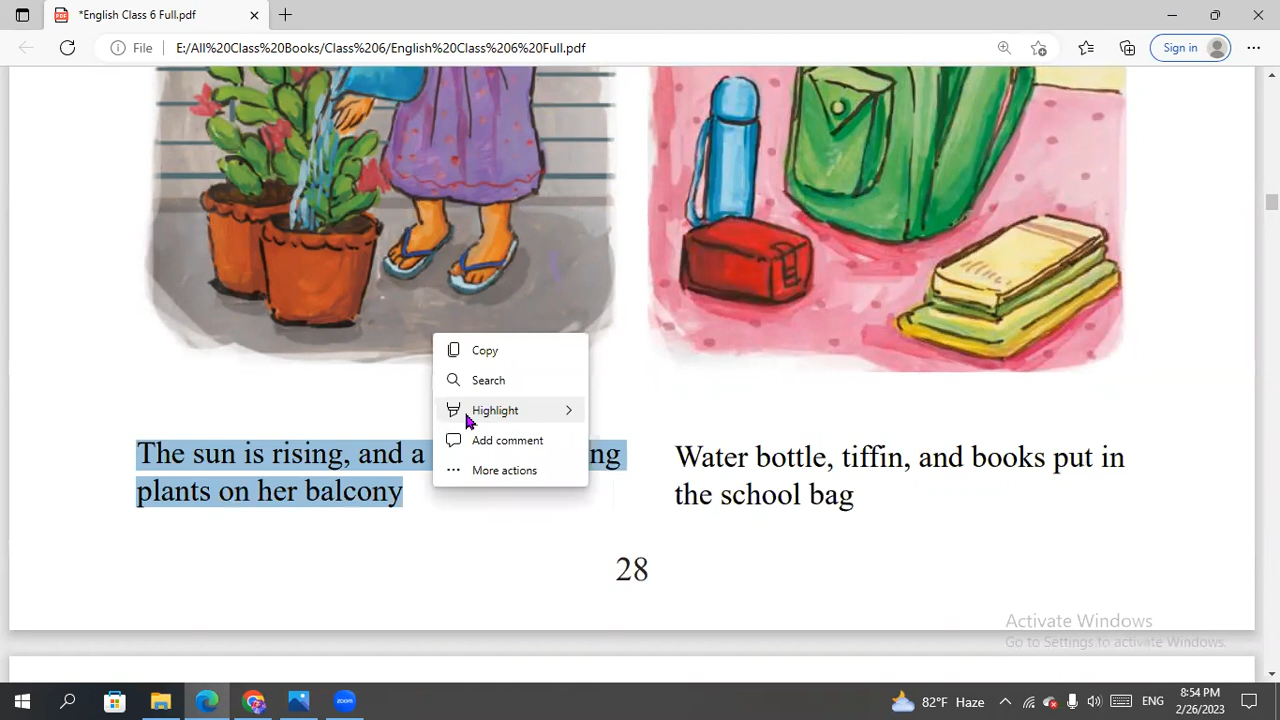 *English Class 6 Full.pdf
File E:/All%20Class%20Books/Class%206/English%20Class%206%20Full.pdf
Sign in
Copy
Search
Highlight
Add comment
More actions
The sun is rising, and a ng
plants on her balcony
Water bottle, tiffin, and books put in
the school bag
28
Activate Windows
Go to Settings to activate Windows.
zoom
82°F Haze
ENG
8:54 PM
2/26/2023